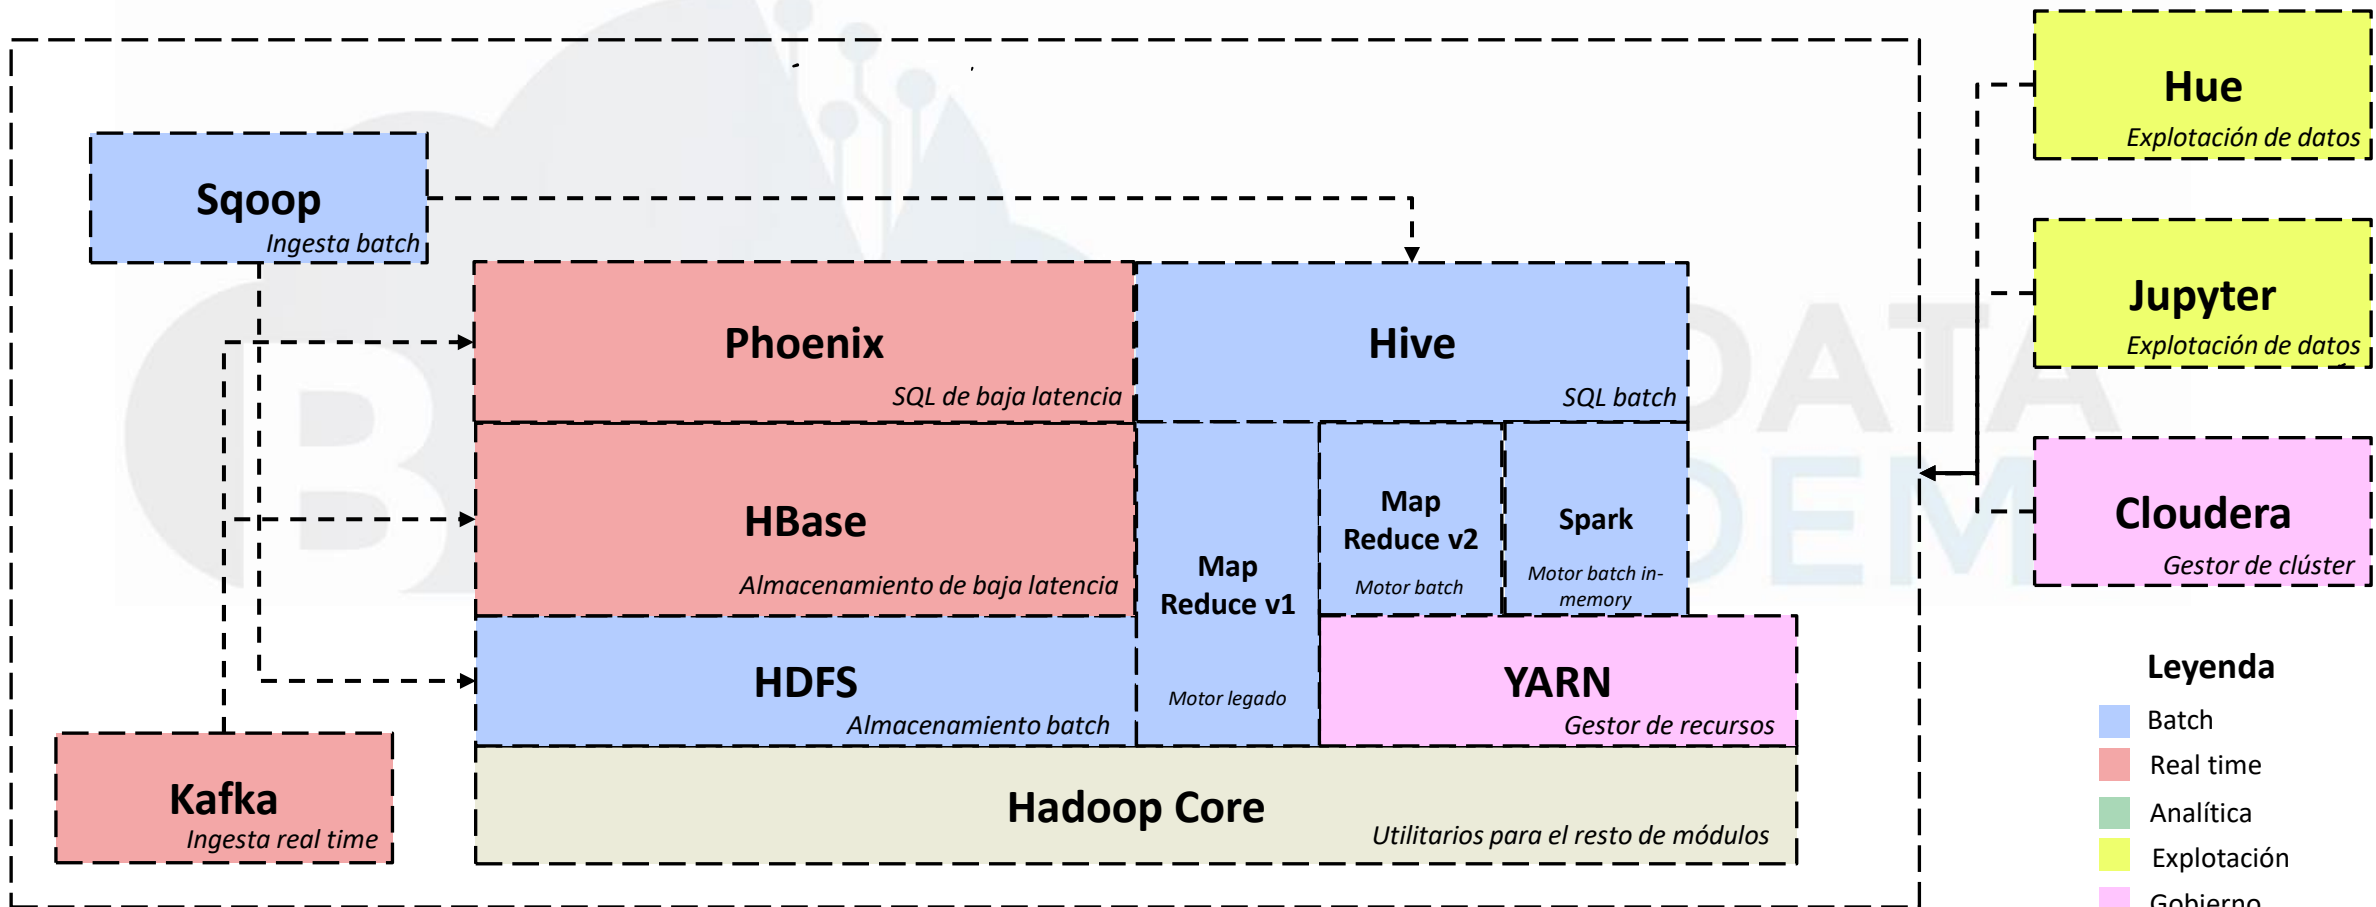 Hue
Explotación de datos
Sqoop
Ingesta batch
Jupyter
Explotación de datos
Phoenix
SQL de baja latencia
Hive
SQL batch
Cloudera
Gestor de clúster
HBase
Almacenamiento de baja latencia
Map
Reduce v1
Motor legado
Map
Reduce v2
Motor batch
Spark
Motor batch in-
memory
HDFS
Almacenamiento batch
YARN
Gestor de recursos
Kafka
Ingesta real time
Hadoop Core
Utilitarios para el resto de módulos
Leyenda
Batch
Real time
Analítica
Explotación
Gobierno
B
DATA
DEM